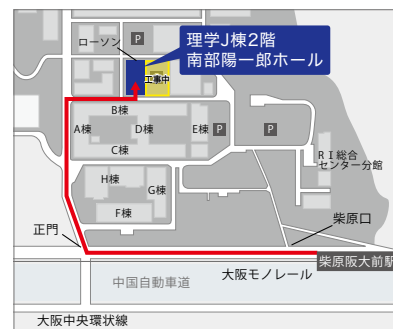 ローソン
P
理学J棟2階
南部陽一郎ホール
工事中
B棟
A棟
D棟
E棟
P
P
C棟
RI総合
センター分館
H棟
G棟
F棟
正門
柴原口
柴原阪大前駅
大阪モノレール
中国自動車道
大阪中央環状線